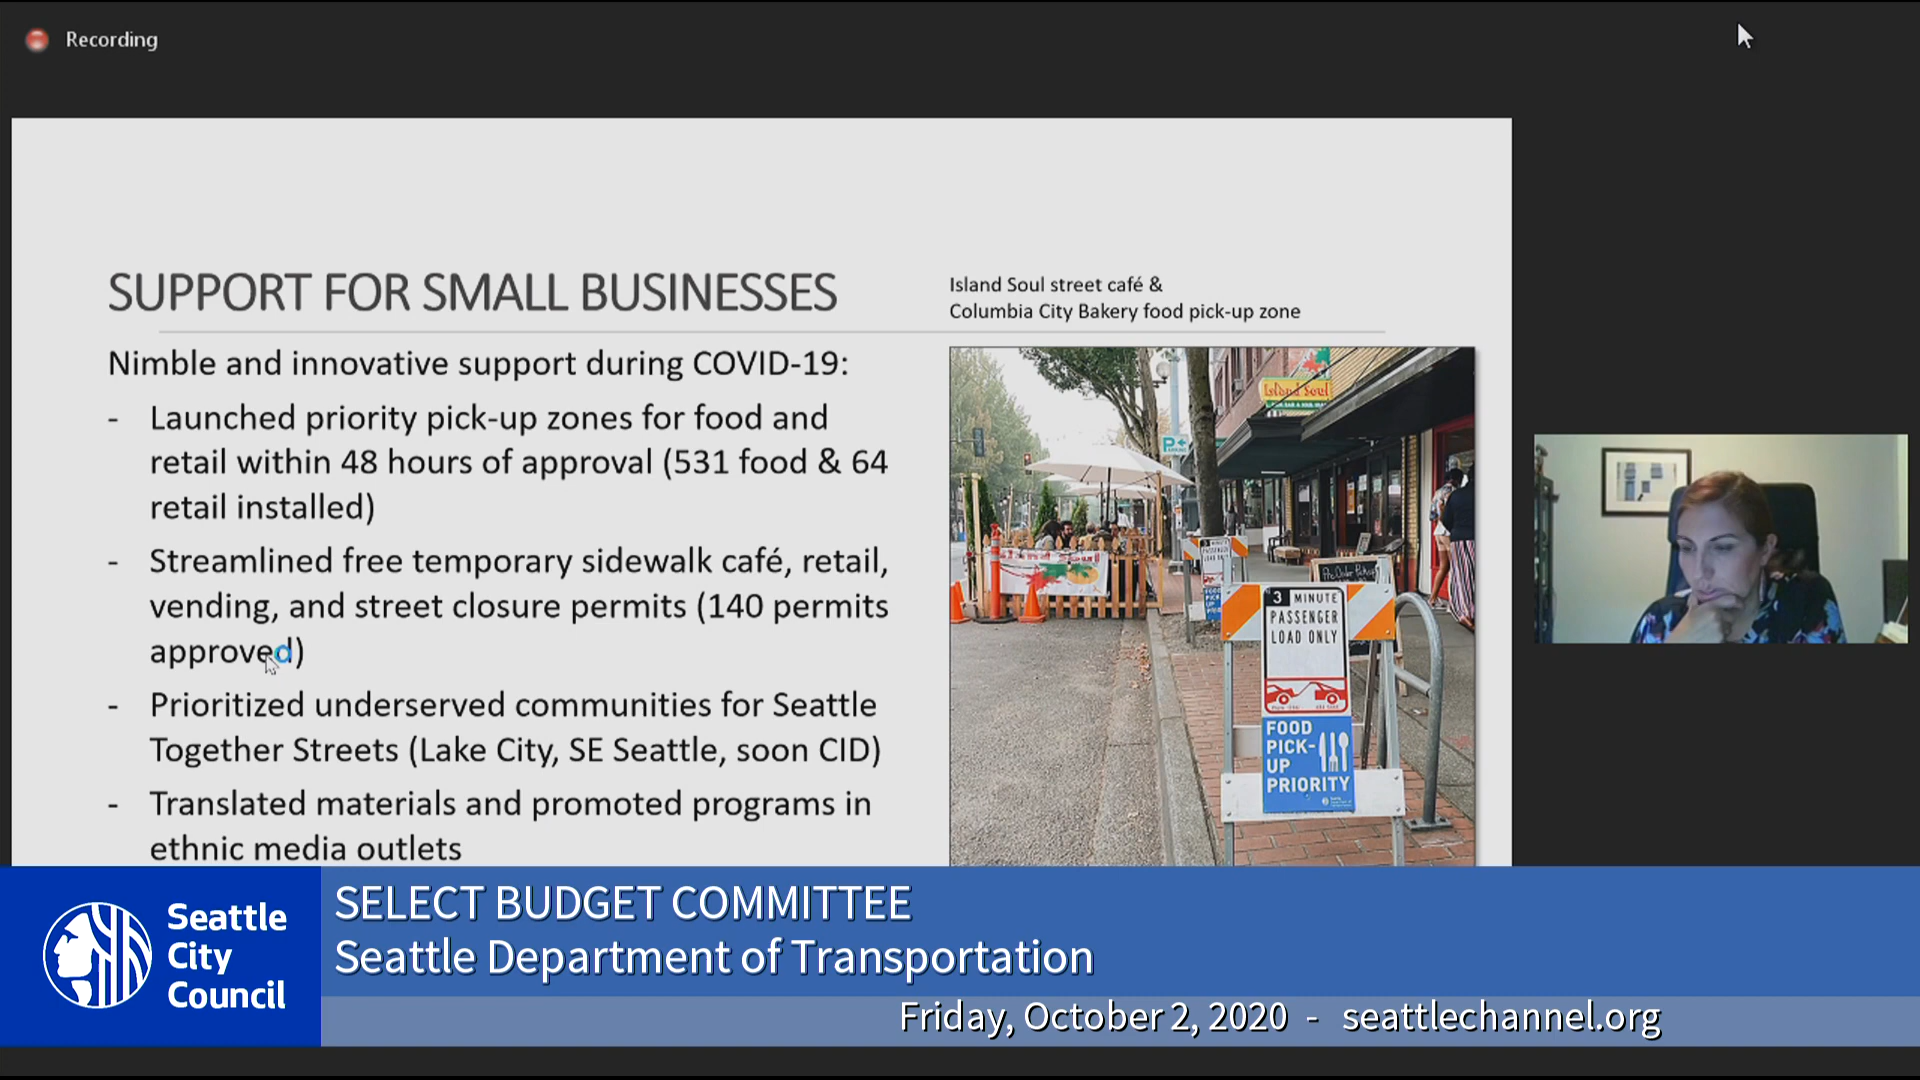 Recording
SUPPORT FOR SMALL BUSINESSES
Island Soul street café &
Columbia City Bakery food pick-up zone
Nimble and innovative support during COVID-19:
- Launched priority pick-up zones for food and
retail within 48 hours of approval (531 food & 64
retail installed)
- Streamlined free temporary sidewalk café, retail,
vending, and street closure permits (140 permits
approved)
- Prioritized underserved communities for Seattle
Together Streets (Lake City, SE Seattle, soon CID)
- Translated materials and promoted programs in
ethnic media outlets
Island Soul
P
3 MINUTE
PASSENGER
LOAD ONLY
FOOD
PICK-
UP
PRIORITY
Seattle
City
Council
SELECT BUDGET COMMITTEE
Seattle Department of Transportation
Friday, October 2, 2020 - seattlechannel.org